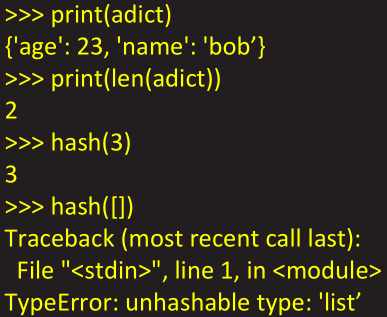 >>> print(adict)
{'age': 23, 'name': 'bob’}
>>> print(len(adict))
2
>>> hash(3)
3
>>> hash([])
Traceback (most recent call last):
  File "<stdin>", line 1, in <module>
TypeError: unhashable type: 'list’